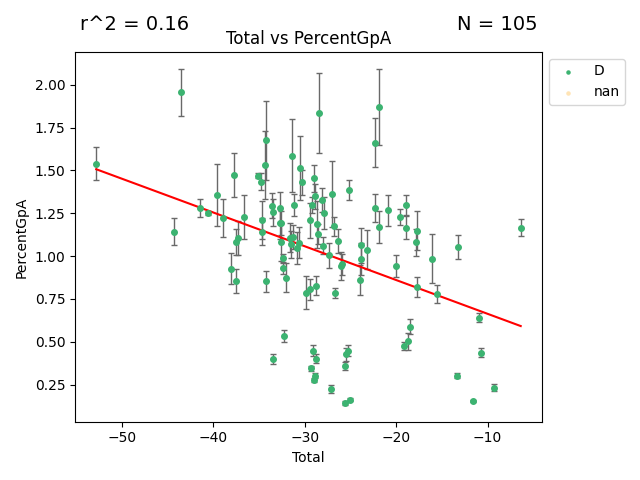 r^2 = 0.16
N = 105
Total vs PercentGpA
D
nan
2.00
1.75
1.50
1.25
1.00
0.75
0.50
0.25
PercentGpA
−50
−40
−30
−20
−10
Total